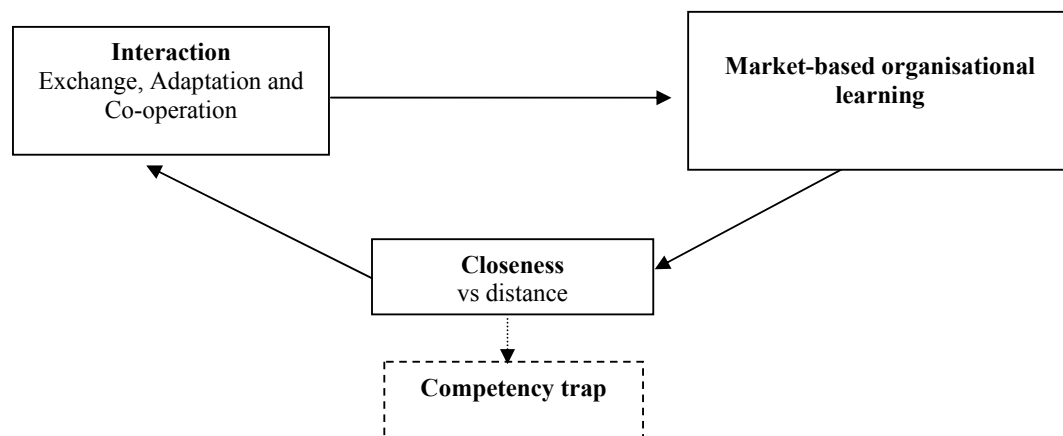 Interaction
Exchange, Adaptation and
Co-operation
Market-based organisational
learning
Closeness
vs distance
Competency trap